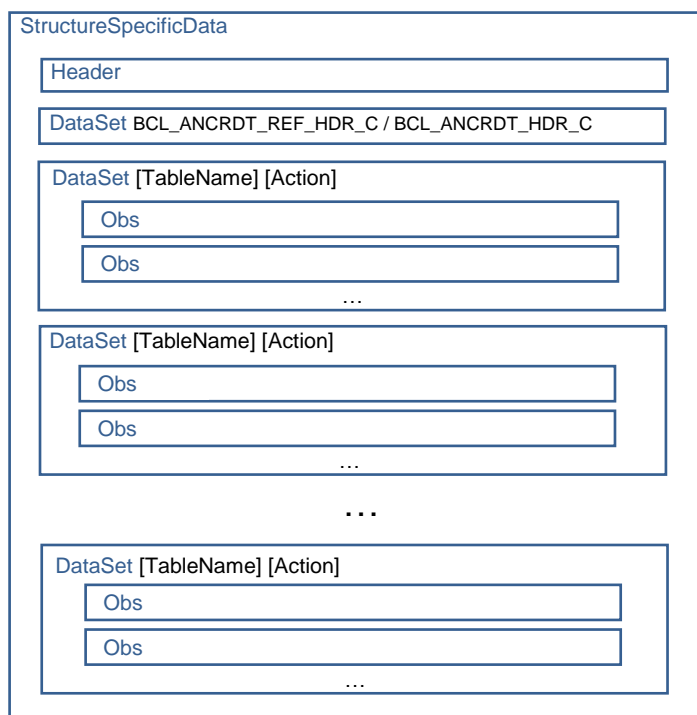 StructureSpecificData
Header
DataSet BCL_ANCRDT_REF_HDR_C / BCL_ANCRDT_HDR_C
DataSet [TableName] [Action]
Obs
Obs
…
DataSet [TableName] [Action]
Obs
Obs
…
...
DataSet [TableName] [Action]
Obs
Obs
…